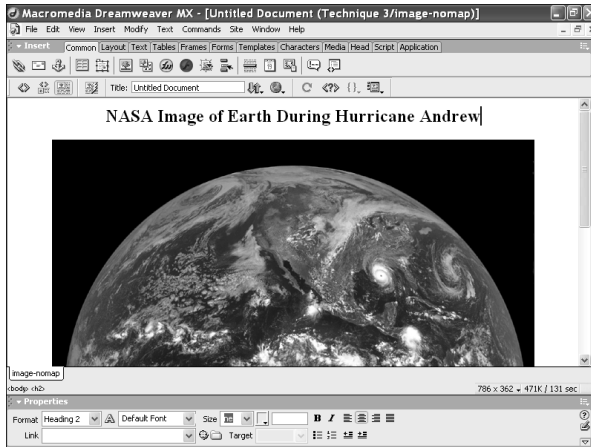 Macromedia Dreamweaver MX - [Untitled Document (Technique 3/image-nomap)]
File Edit View Insert Modify Text Commands Site Window Help
Insert Common Layout Text Tables Frames Forms Templates Characters Media Head Script Application
Title: Untitled Document
NASA Image of Earth During Hurricane Andrew
image-nomap
<body> <h2> 786 x 362 471K / 131 sec
Properties
Format Heading 2 Default Font Size B I
Link Target